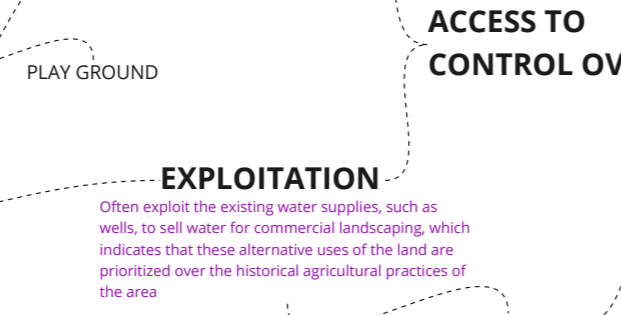 ACCESS TO
CONTROL OV
PLAY GROUND
EXPLOITATION
Often exploit the existing water supplies, such as
wells, to sell water for commercial landscaping, which
indicates that these alternative uses of the land are
prioritized over the historical agricultural practices of
the area